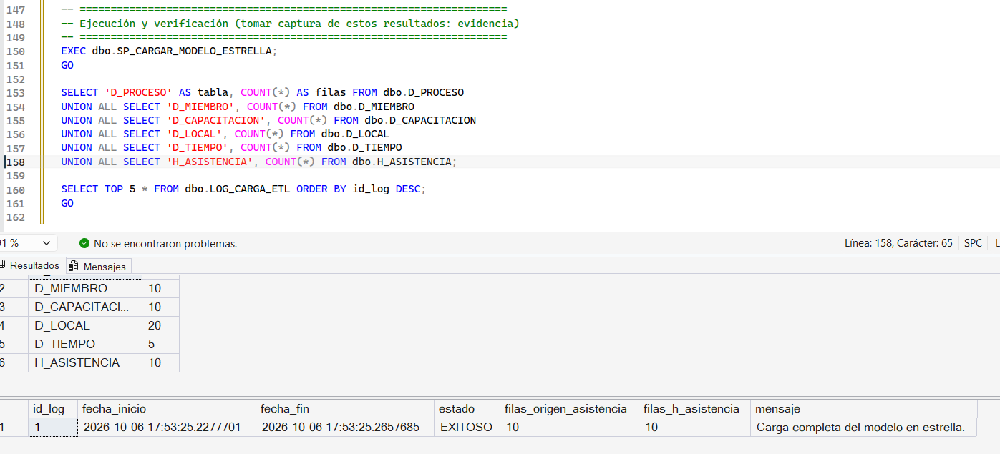 147 -- =====================================================================
148 -- Ejecución y verificación (tomar captura de estos resultados: evidencia)
149 -- =====================================================================
150 EXEC dbo.SP_CARGAR_MODELO_ESTRELLA;
151 GO
152
153 SELECT 'D_PROCESO' AS tabla, COUNT(*) AS filas FROM dbo.D_PROCESO
154 UNION ALL SELECT 'D_MIEMBRO', COUNT(*) FROM dbo.D_MIEMBRO
155 UNION ALL SELECT 'D_CAPACITACION', COUNT(*) FROM dbo.D_CAPACITACION
156 UNION ALL SELECT 'D_LOCAL', COUNT(*) FROM dbo.D_LOCAL
157 UNION ALL SELECT 'D_TIEMPO', COUNT(*) FROM dbo.D_TIEMPO
158 UNION ALL SELECT 'H_ASISTENCIA', COUNT(*) FROM dbo.H_ASISTENCIA;
159
160 SELECT TOP 5 * FROM dbo.LOG_CARGA_ETL ORDER BY id_log DESC;
161 GO
162
91 % No se encontraron problemas. Línea: 158, Carácter: 65 SPC
Resultados Mensajes
2 D_MIEMBRO 10
3 D_CAPACITACI... 10
4 D_LOCAL 20
5 D_TIEMPO 5
6 H_ASISTENCIA 10
id_log fecha_inicio fecha_fin estado filas_origen_asistencia filas_h_asistencia mensaje
1 1 2026-10-06 17:53:25.2277701 2026-10-06 17:53:25.2657685 EXITOSO 10 10 Carga completa del modelo en estrella.